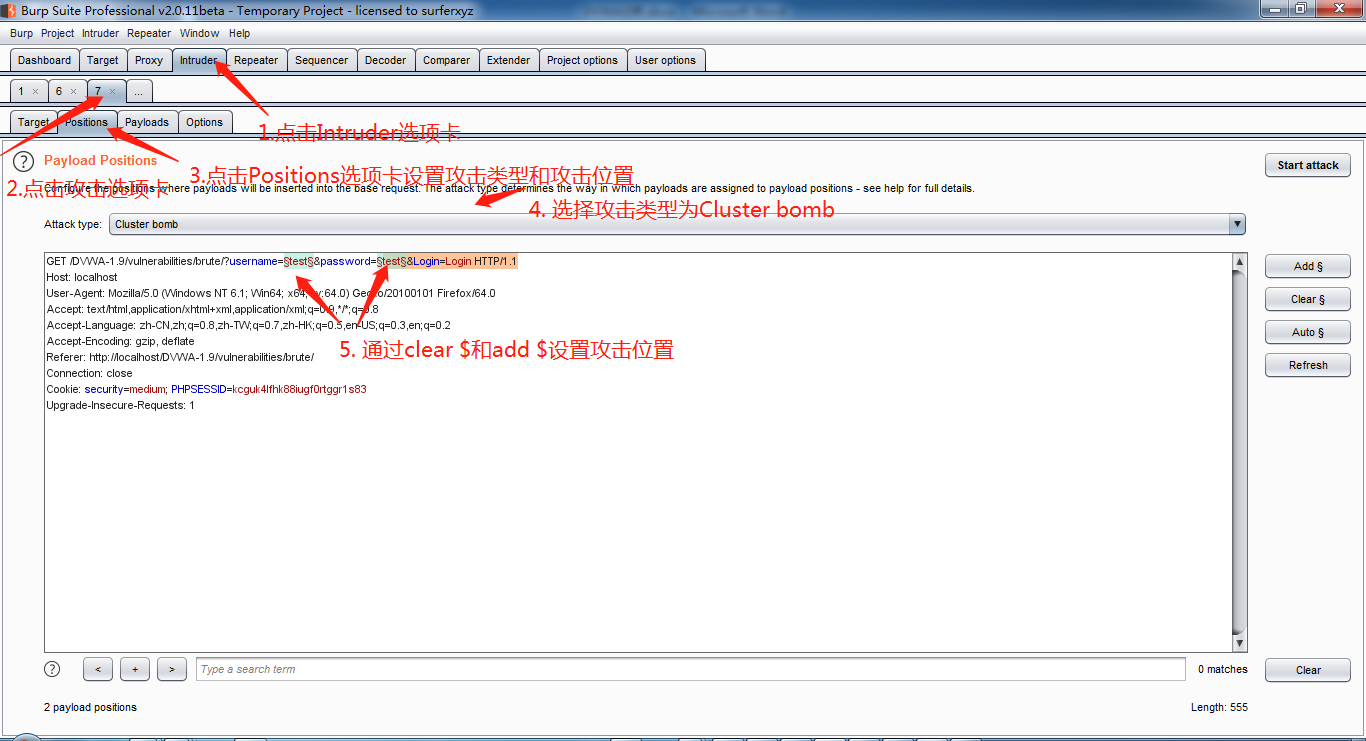 Burp Suite Professional v2.0.11beta - Temporary Project - licensed to surferxyz
Burp Project Intruder Repeater Window Help
Dashboard Target Proxy Intruder Repeater Sequencer Decoder Comparer Extender Project options User options
1 × 6 × 7 × ...
Target Positions Payloads Options
1.点击Intruder选项卡
? Payload Positions
Start attack
3.点击Positions选项卡设置攻击类型和攻击位置
2.点击攻击选项卡
Configure the positions where payloads will be inserted into the base request. The attack type determines the way in which payloads are assigned to payload positions - see help for full details.
4. 选择攻击类型为Cluster bomb
Attack type: Cluster bomb
GET /DVWA-1.9/vulnerabilities/brute/?username=§test§&password=§test§&Login=Login HTTP/1.1
Host: localhost
User-Agent: Mozilla/5.0 (Windows NT 6.1; Win64; x64; rv:64.0) Gecko/20100101 Firefox/64.0
Accept: text/html,application/xhtml+xml,application/xml;q=0.9,*/*;q=0.8
Accept-Language: zh-CN,zh;q=0.8,zh-TW;q=0.7,zh-HK;q=0.5,en-US;q=0.3,en;q=0.2
Accept-Encoding: gzip, deflate
Referer: http://localhost/DVWA-1.9/vulnerabilities/brute/
Connection: close
Cookie: security=medium; PHPSESSID=kcguk4lfhk88iugf0rtggr1s83
Upgrade-Insecure-Requests: 1
5. 通过clear $和add $设置攻击位置
Add §
Clear §
Auto §
Refresh
? < + > Type a search term 0 matches Clear
2 payload positions Length: 555